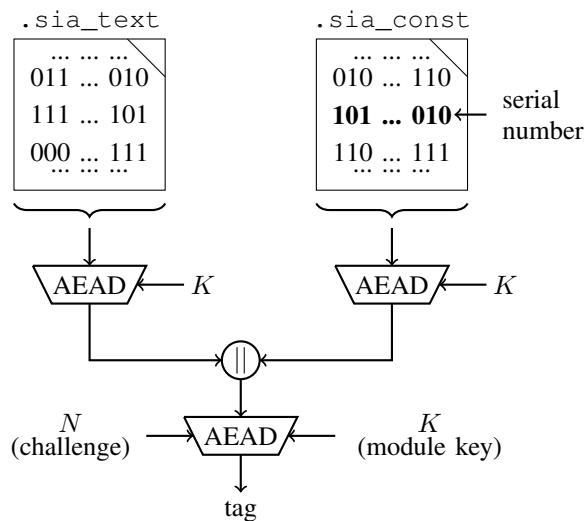 .sia_text
.sia_const
... ... ...
011 ... 010
111 ... 101
000 ... 111
... ... ...
... ... ...
010 ... 110
101 ... 010
110 ... 111
... ... ...
serial
number
AEAD
K
AEAD
K
||
N
(challenge)
AEAD
K
(module key)
tag